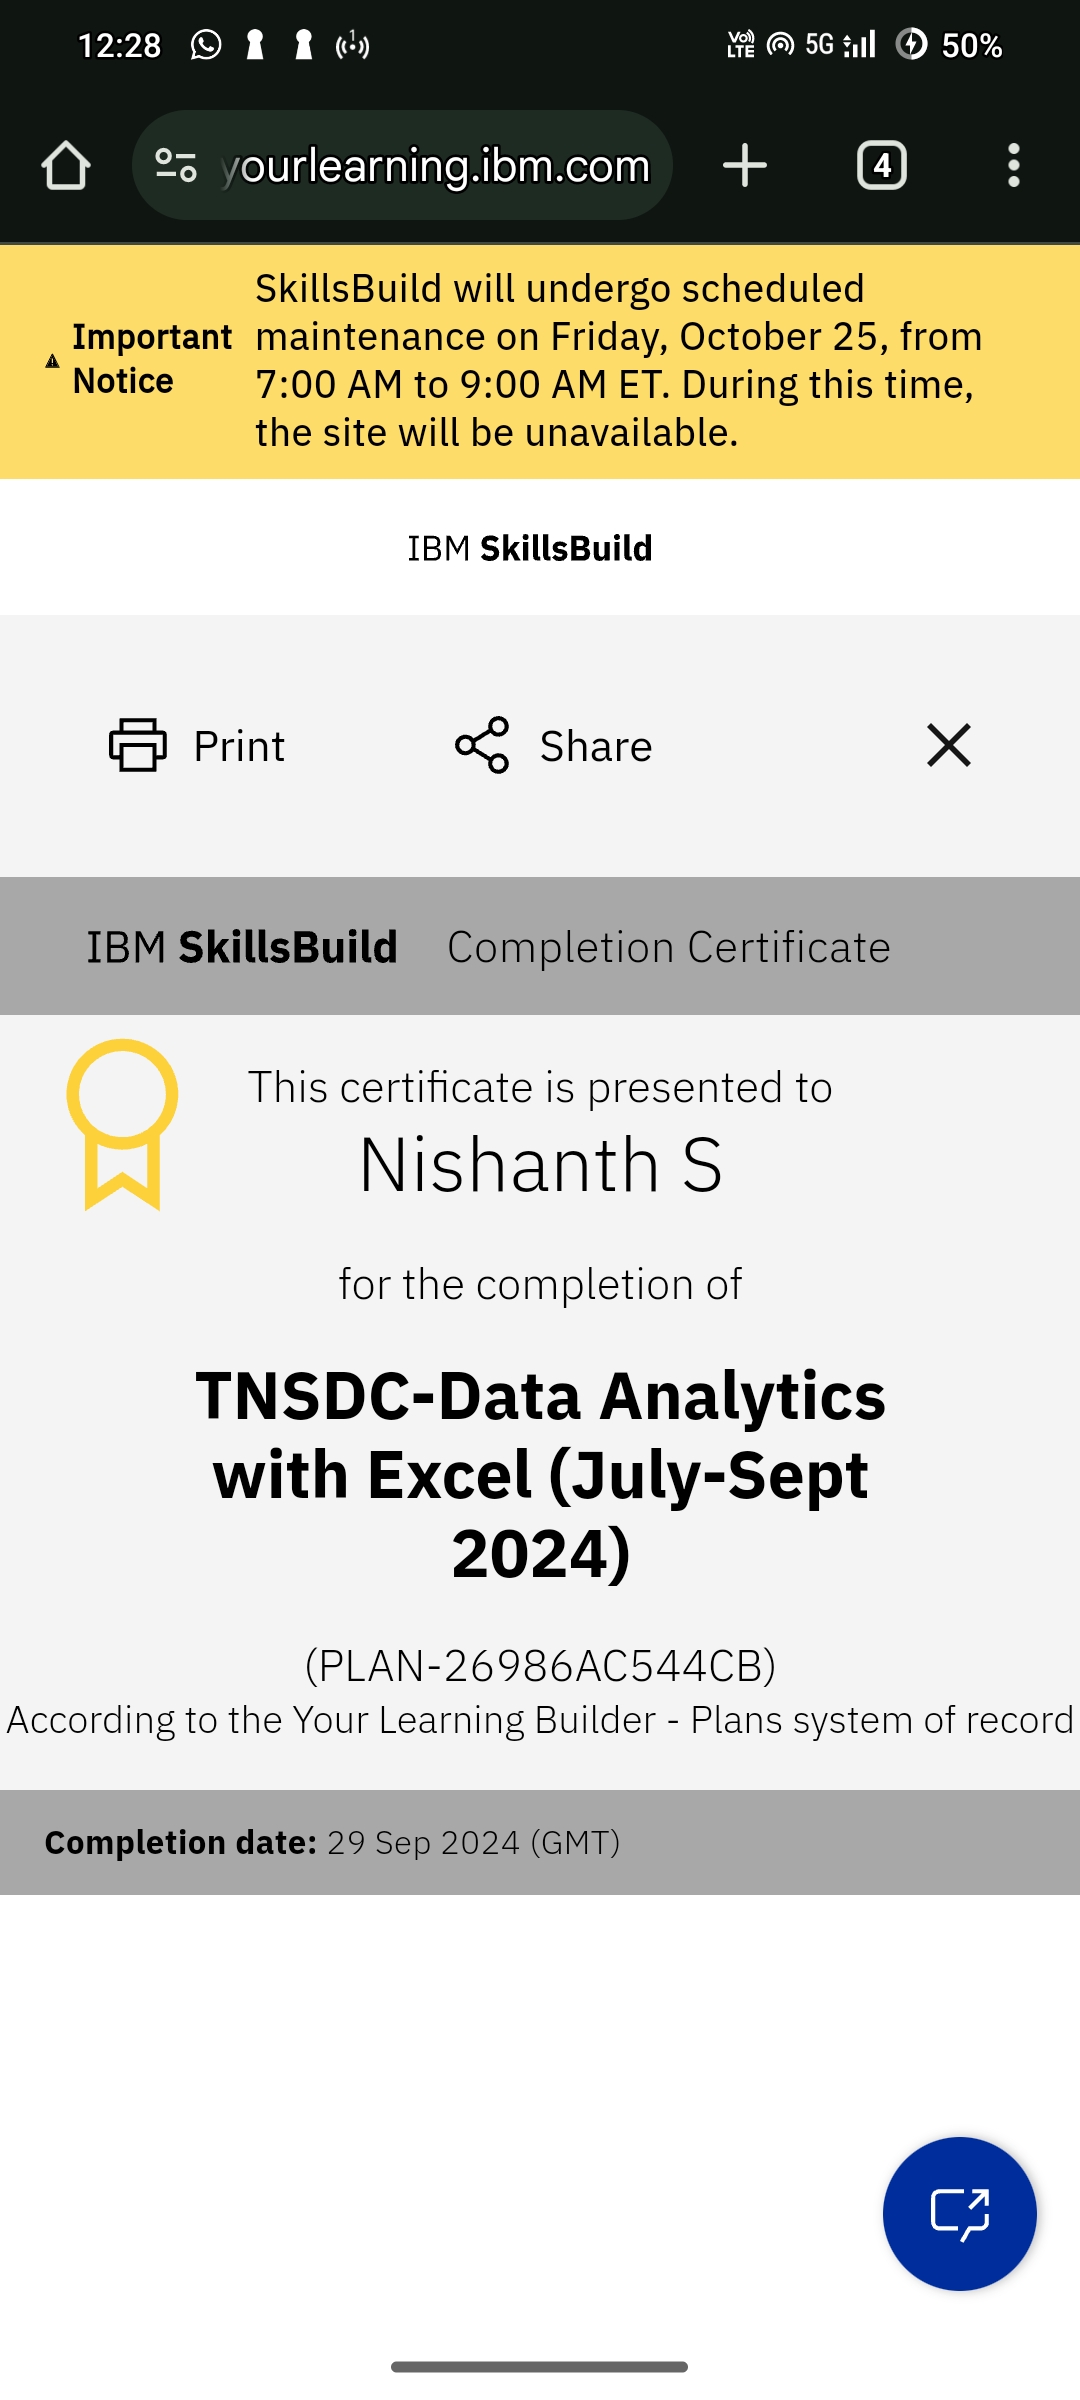 12:28
1
Vo)) LTE 5G 50%
yourlearning.ibm.com
4
Important Notice
SkillsBuild will undergo scheduled
maintenance on Friday, October 25, from
7:00 AM to 9:00 AM ET. During this time,
the site will be unavailable.
IBM SkillsBuild
Print
Share
IBM SkillsBuild Completion Certificate
This certificate is presented to
Nishanth S
for the completion of
TNSDC-Data Analytics
with Excel (July-Sept
2024)
(PLAN-26986AC544CB)
According to the Your Learning Builder - Plans system of record
Completion date: 29 Sep 2024 (GMT)